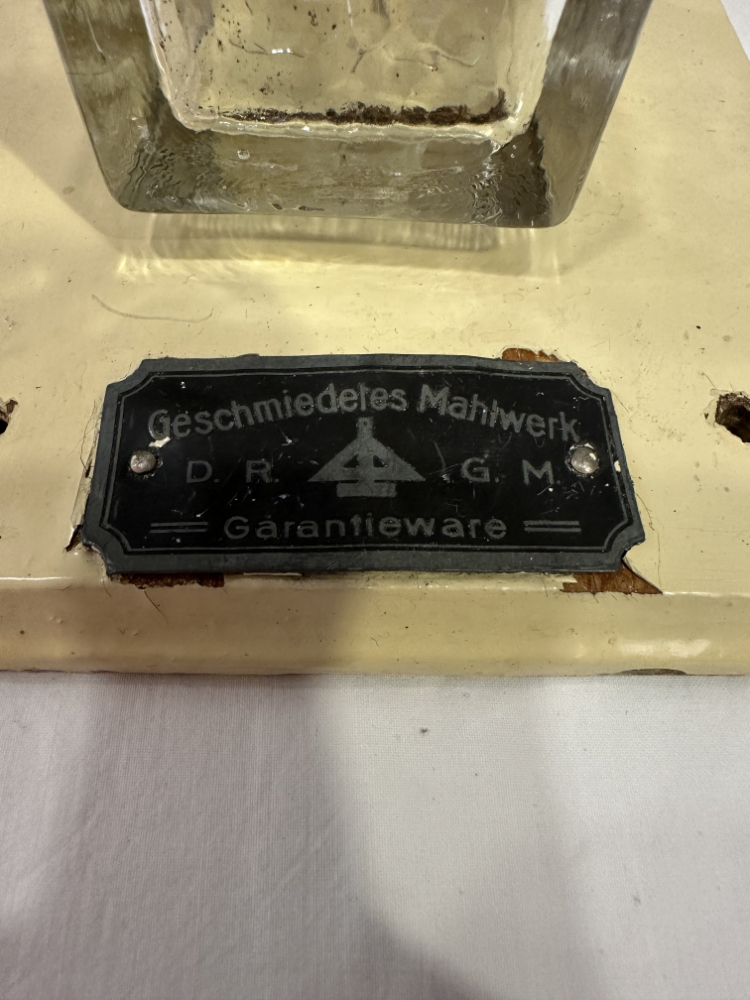 Geschmiedetes Mahlwerk
D. R. G. M.
Garantieware